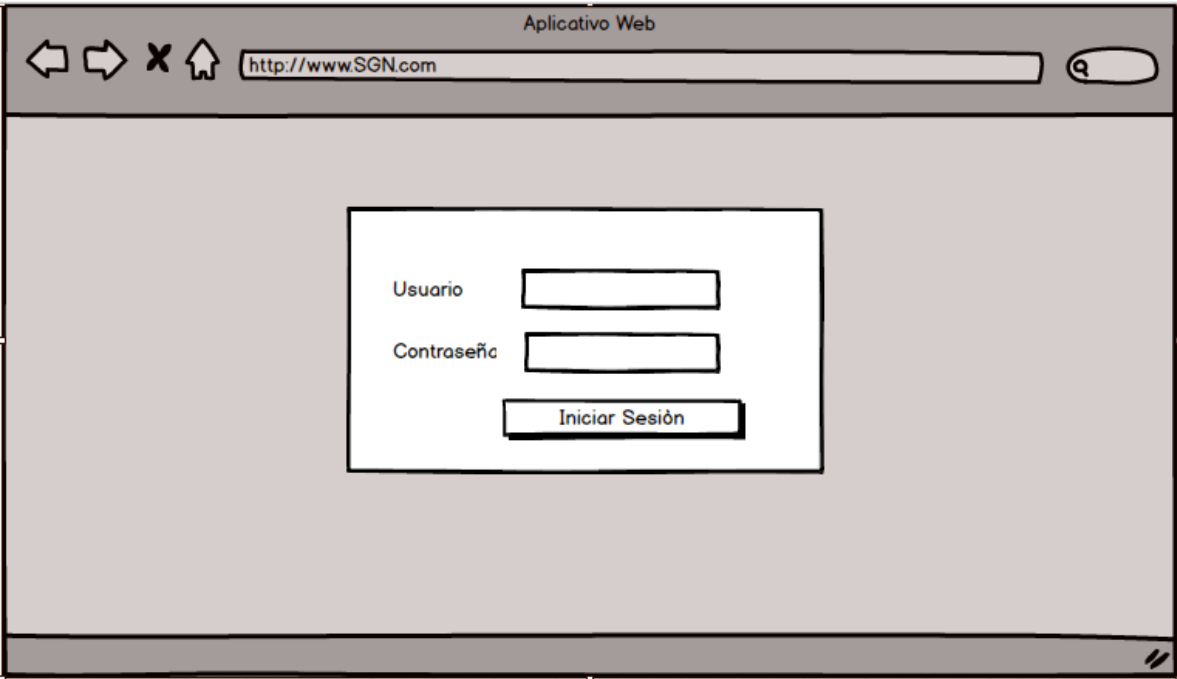 Aplicativo Web
http://www.SGN.com
Usuario
Contraseña
Iniciar Sesiòn